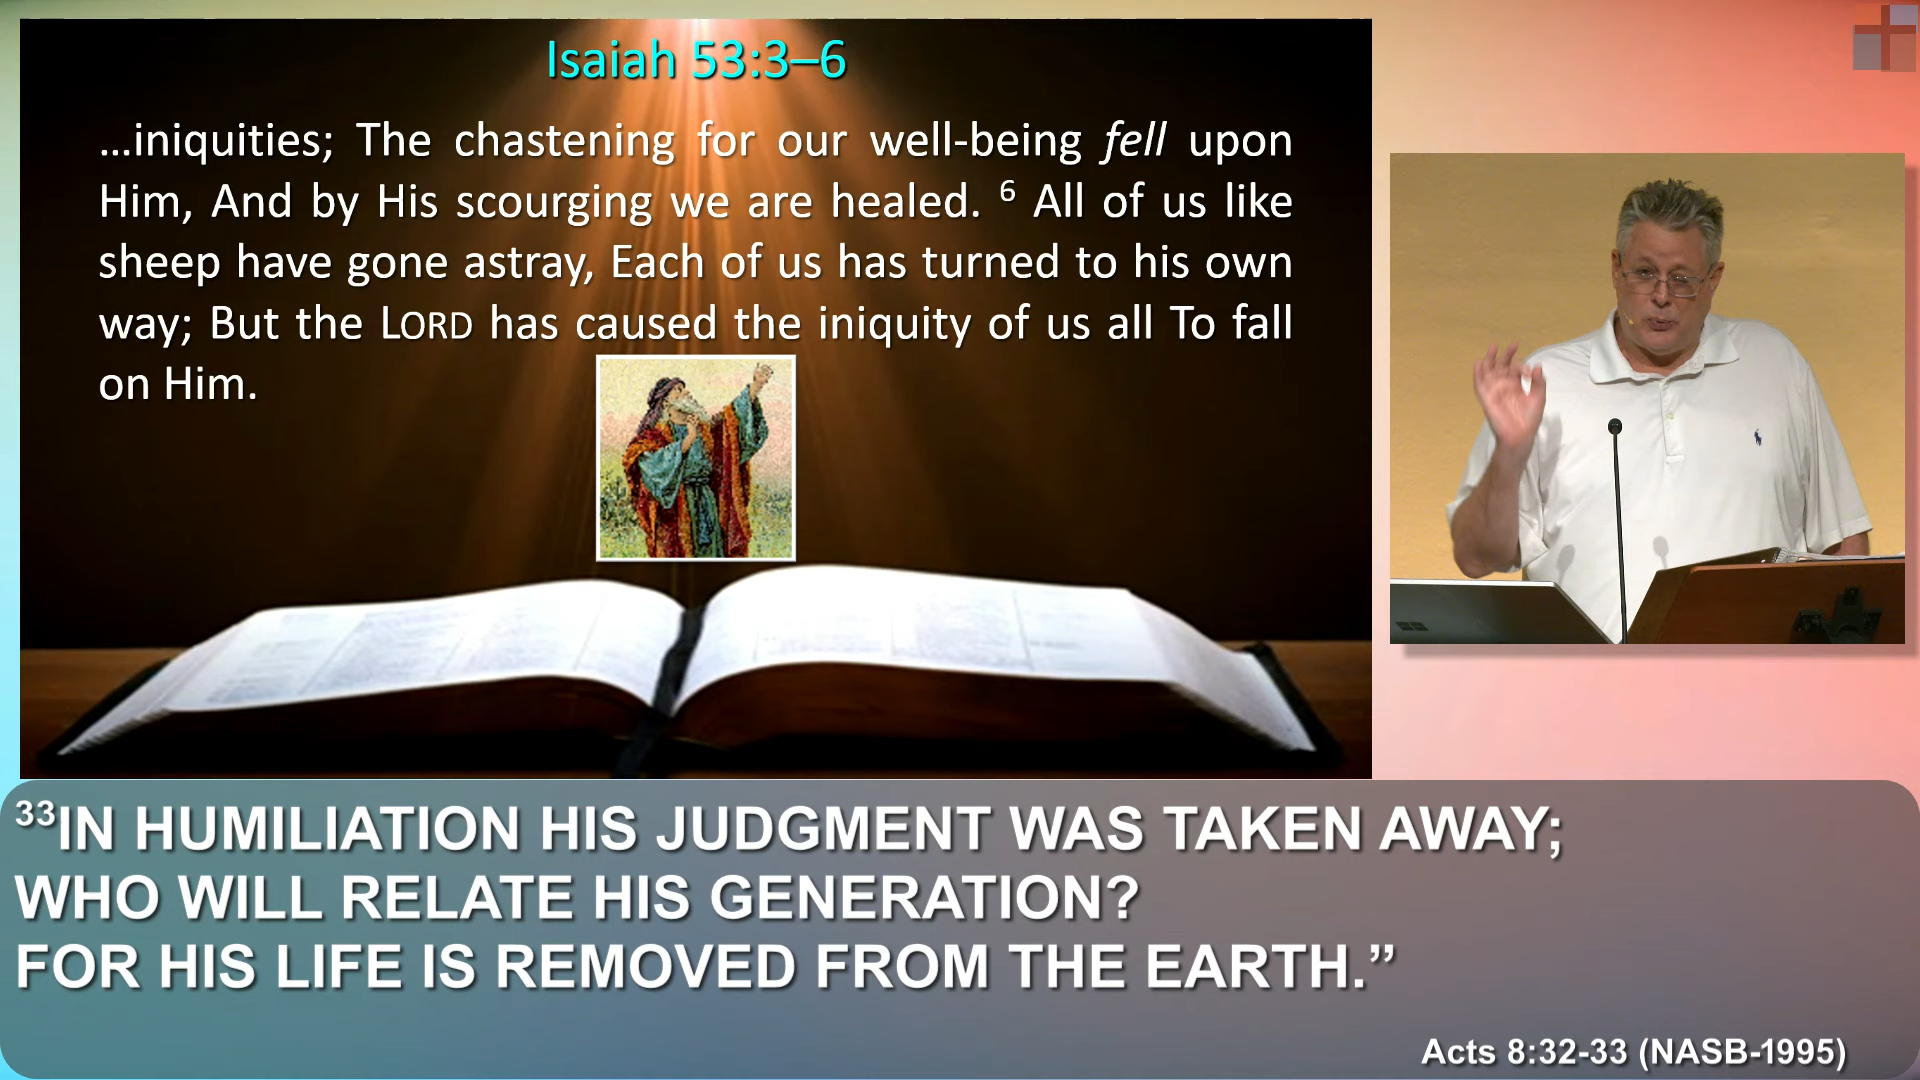 Isaiah 53:3–6
…iniquities; The chastening for our well-being fell upon
Him, And by His scourging we are healed. 6 All of us like
sheep have gone astray, Each of us has turned to his own
way; But the LORD has caused the iniquity of us all To fall
on Him.
33IN HUMILIATION HIS JUDGMENT WAS TAKEN AWAY;
WHO WILL RELATE HIS GENERATION?
FOR HIS LIFE IS REMOVED FROM THE EARTH.”
Acts 8:32-33 (NASB-1995)